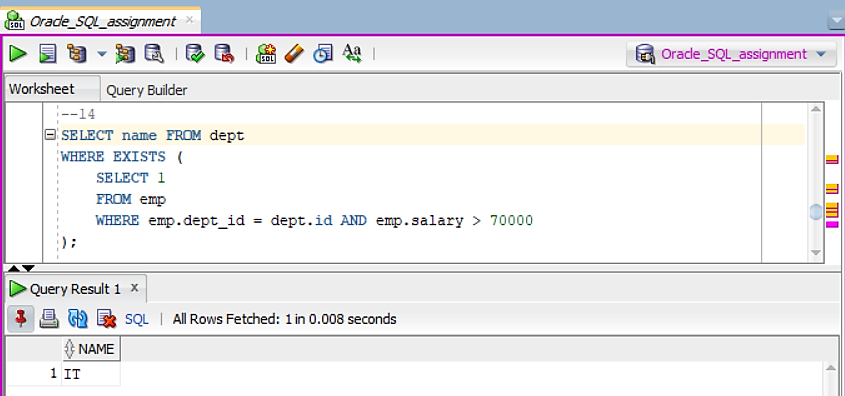 Oracle_SQL_assignment
Oracle_SQL_assignment
Worksheet Query Builder
--14
SELECT name FROM dept
WHERE EXISTS (
SELECT 1
FROM emp
WHERE emp.dept_id = dept.id AND emp.salary > 70000
);
Query Result 1 x
SQL | All Rows Fetched: 1 in 0.008 seconds
NAME
1 IT